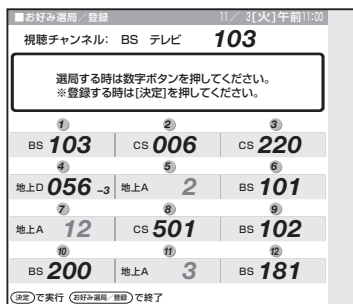 ■お好み選局／登録 11／ 3[火]午前11:00
視聴チャンネル: BS テレビ 103
選局する時は数字ボタンを押してください。
※登録する時は[決定]を押してください。
1 2 3
BS 103 CS 006 CS 220
4 5 6
地上D 056 -3 地上A 2 BS 101
7 8 9
地上A 12 CS 501 BS 102
10 11 12
BS 200 地上A 3 BS 181
決定 で実行 お好み選局／登録 で終了